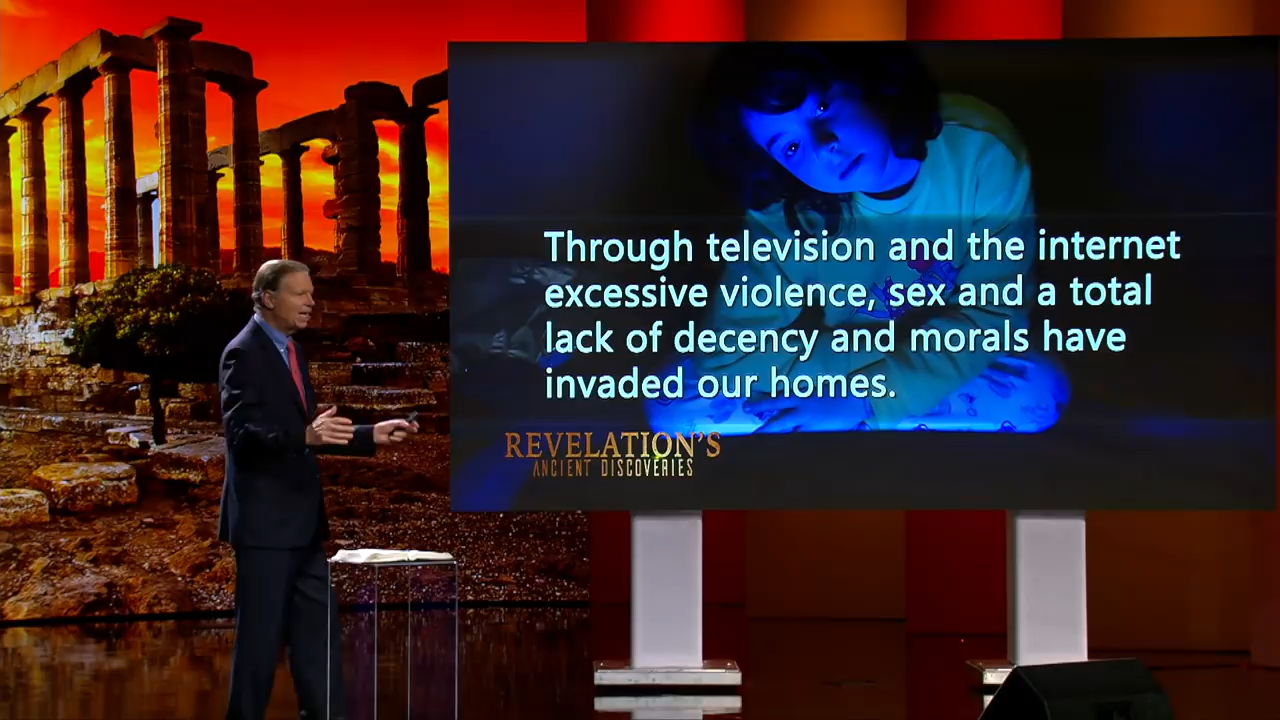 Through television and the internet
excessive violence, sex and a total
lack of decency and morals have
invaded our homes.
REVELATION'S
ANCIENT DISCOVERIES